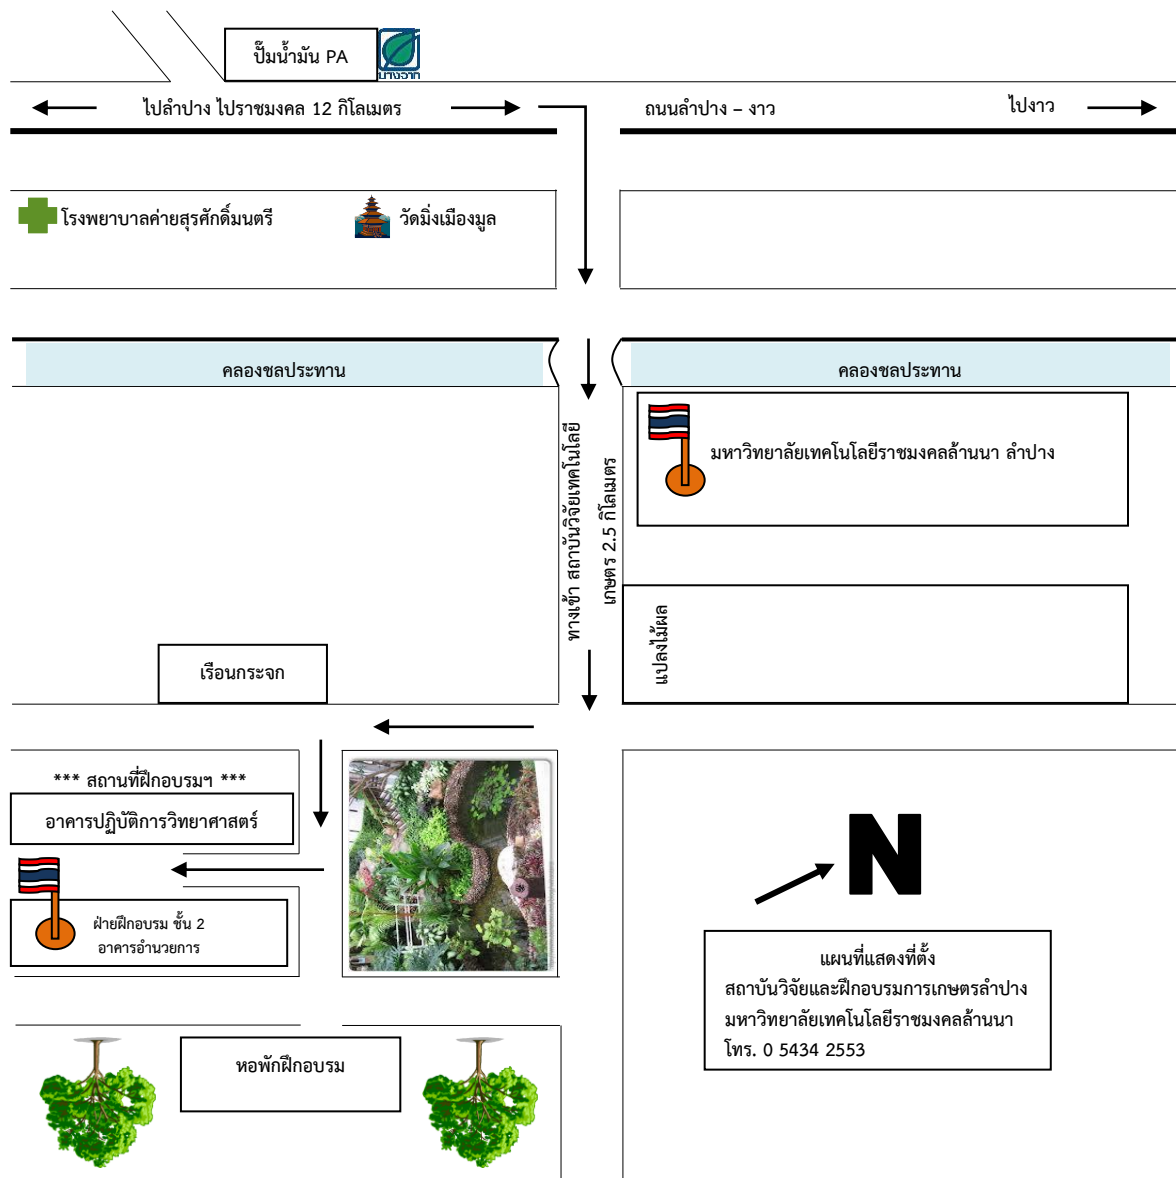 ปั๊มน้ำมัน PA
บางจาก
ไปลำปาง ไปราชมงคล 12 กิโลเมตร
ถนนลำปาง – งาว
ไปงาว
โรงพยาบาลค่ายสุรศักดิ์มนตรี
วัดมิ่งเมืองมูล
คลองชลประทาน
คลองชลประทาน
ทางเข้า สถาบันวิจัยเทคโนโลยี
เกษตร 2.5 กิโลเมตร
มหาวิทยาลัยเทคโนโลยีราชมงคลล้านนา ลำปาง
แปลงไม้ผล
เรือนกระจก
*** สถานที่ฝึกอบรมฯ ***
อาคารปฏิบัติการวิทยาศาสตร์
ฝ่ายฝึกอบรม ชั้น 2
อาคารอำนวยการ
N
แผนที่แสดงที่ตั้ง
สถาบันวิจัยและฝึกอบรมการเกษตรลำปาง
มหาวิทยาลัยเทคโนโลยีราชมงคลล้านนา
โทร. 0 5434 2553
หอพักฝึกอบรม